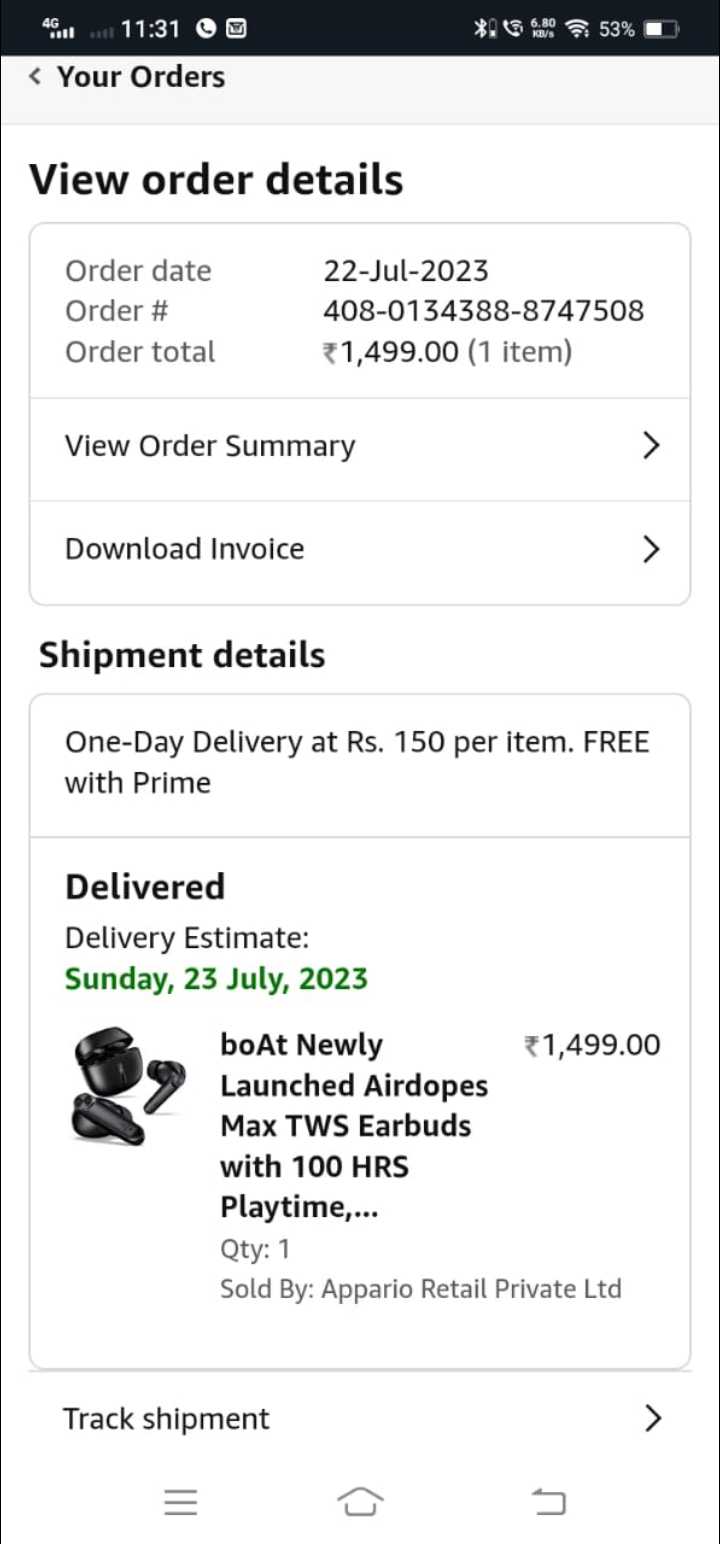 4G 11:31 6.80 KB/s 53%
Your Orders
View order details
Order date 22-Jul-2023
Order # 408-0134388-8747508
Order total ₹1,499.00 (1 item)
View Order Summary
Download Invoice
Shipment details
One-Day Delivery at Rs. 150 per item. FREE
with Prime
Delivered
Delivery Estimate:
Sunday, 23 July, 2023
boAt Newly ₹1,499.00
Launched Airdopes
Max TWS Earbuds
with 100 HRS
Playtime,...
Qty: 1
Sold By: Appario Retail Private Ltd
Track shipment